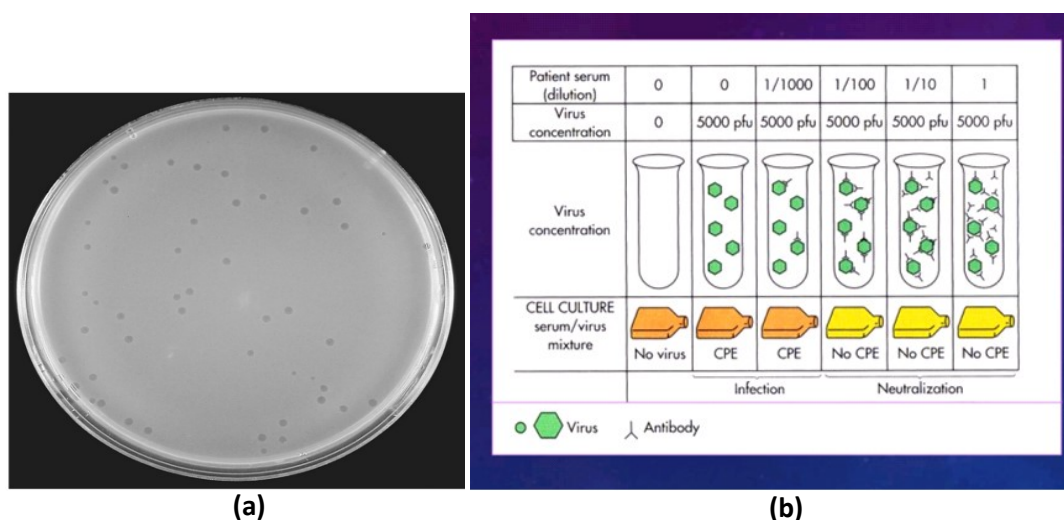 Patient serum (dilution) 0 0 1/1000 1/100 1/10 1
Virus concentration 0 5000 pfu 5000 pfu 5000 pfu 5000 pfu 5000 pfu
Virus concentration
CELL CULTURE serum/virus mixture
No virus CPE CPE No CPE No CPE No CPE
Infection Neutralization
Virus Antibody
(a) (b)